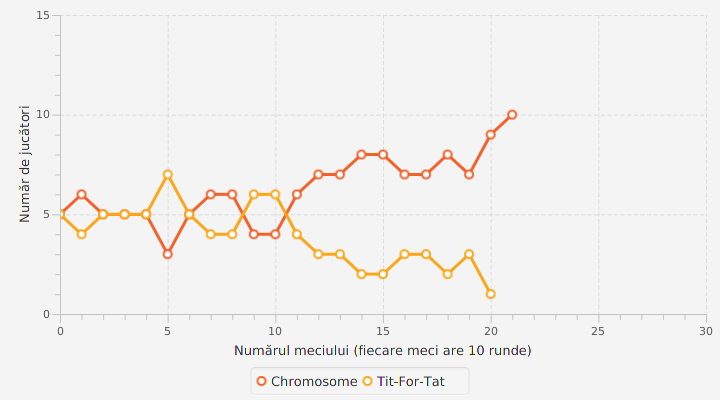 15
10
5
0
Număr de jucători
0 5 10 15 20 25 30
Numărul meciului (fiecare meci are 10 runde)
Chromosome Tit-For-Tat